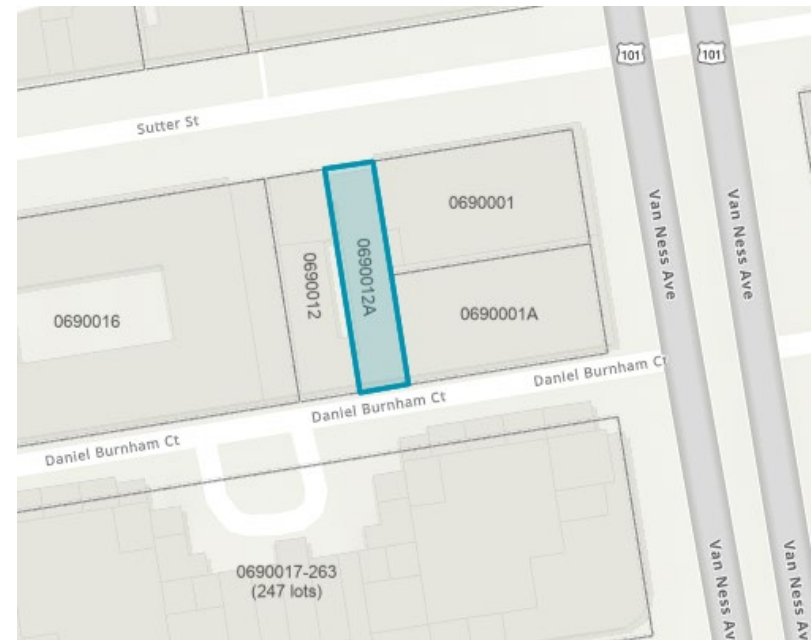 101
101
Sutter St
0690001
Van Ness Ave
Van Ness Ave
0690012A
0690012
0690016
0690001A
Daniel Burnham Ct
Daniel Burnham Ct
Daniel Burnham Ct
0690017-263
(247 lots)
Van Ness Av
Van Ness Av